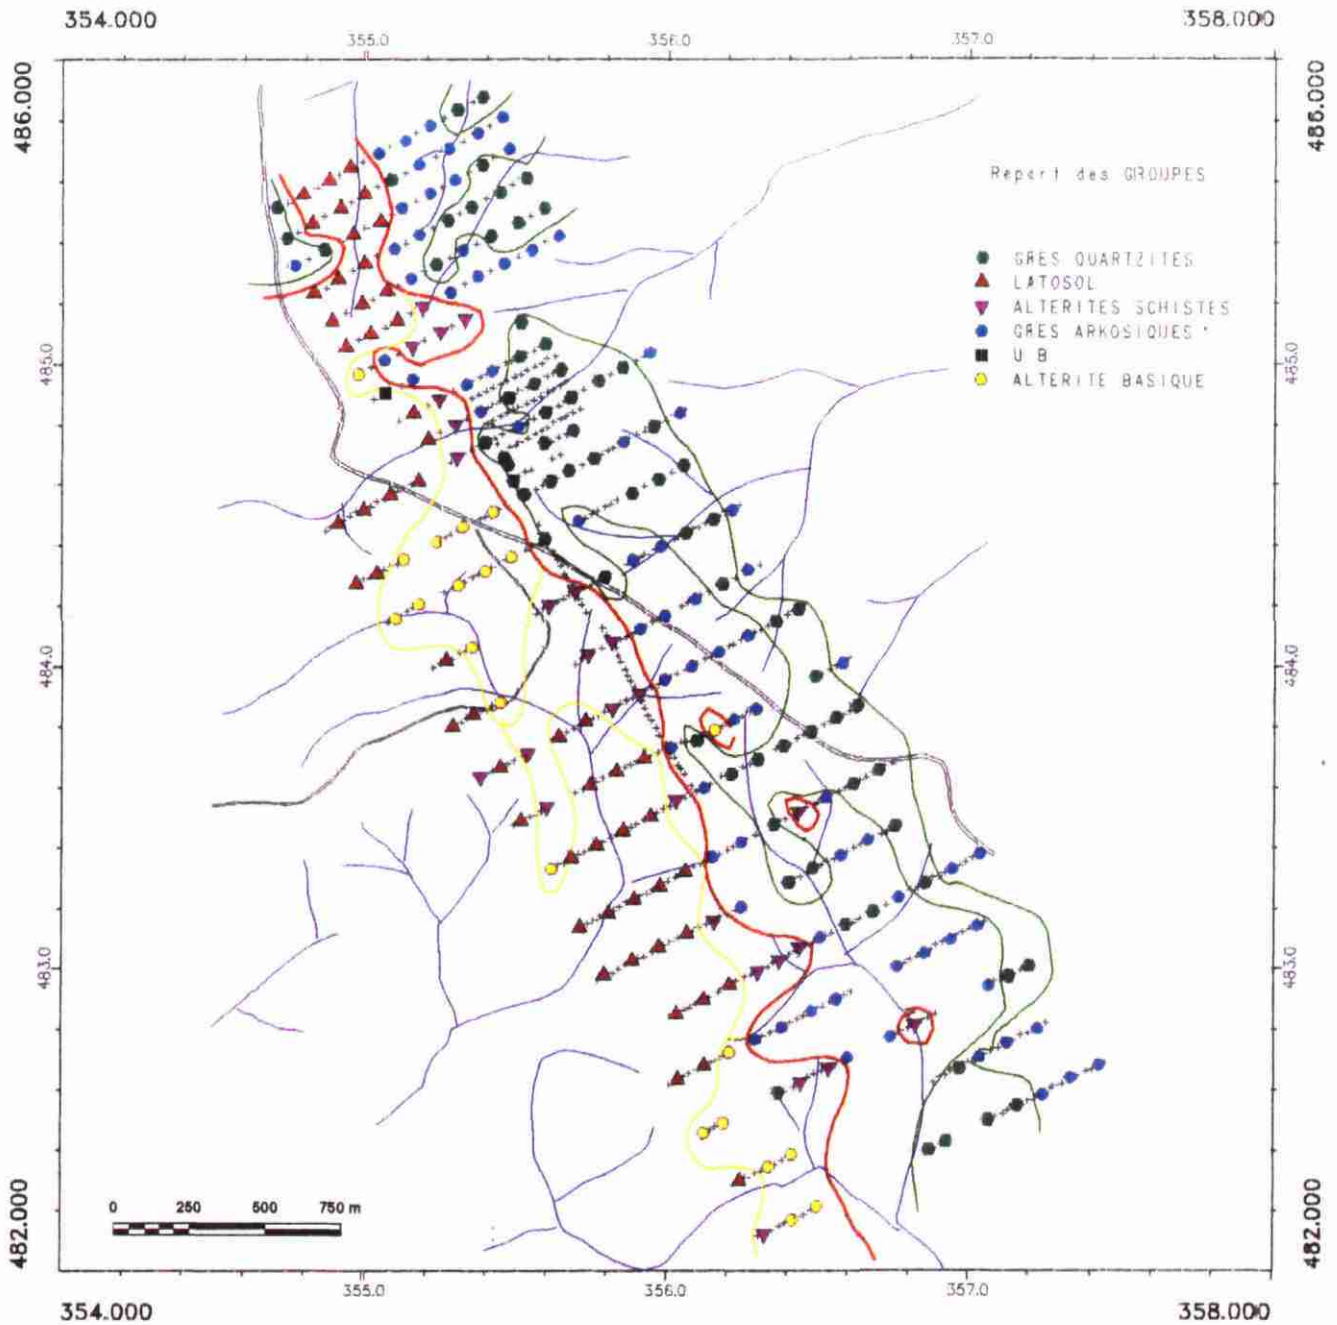 354.000
358.000
355.0
356.0
357.0
486.000
486.000
Report des GROUPES
GRES QUARTZITES
LATOSOL
ALTERITES SCHISTES
GRES ARKOSIQUES
U B
ALTERITE BASIQUE
485.0
485.0
484.0
484.0
483.0
483.0
0 250 500 750 m
482.000
482.000
355.0
356.0
357.0
354.000
358.000